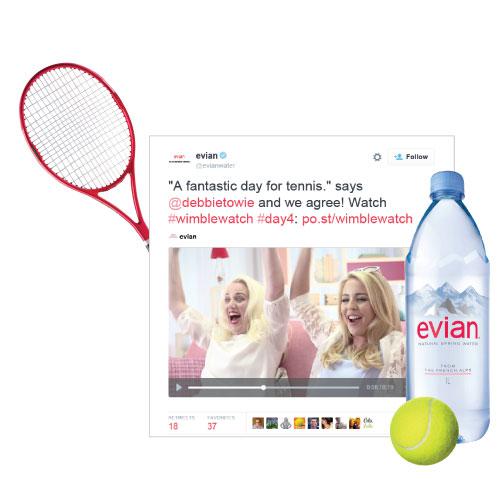 evian
@evianwater
Follow
"A fantastic day for tennis." says
@debbietowie and we agree! Watch
#wimblewatch #day4: po.st/wimblewatch
evian
RETWEETS
FAVORITES
18
37
evian
NATURAL SPRING WATER
FROM
THE FRENCH ALPS
1L